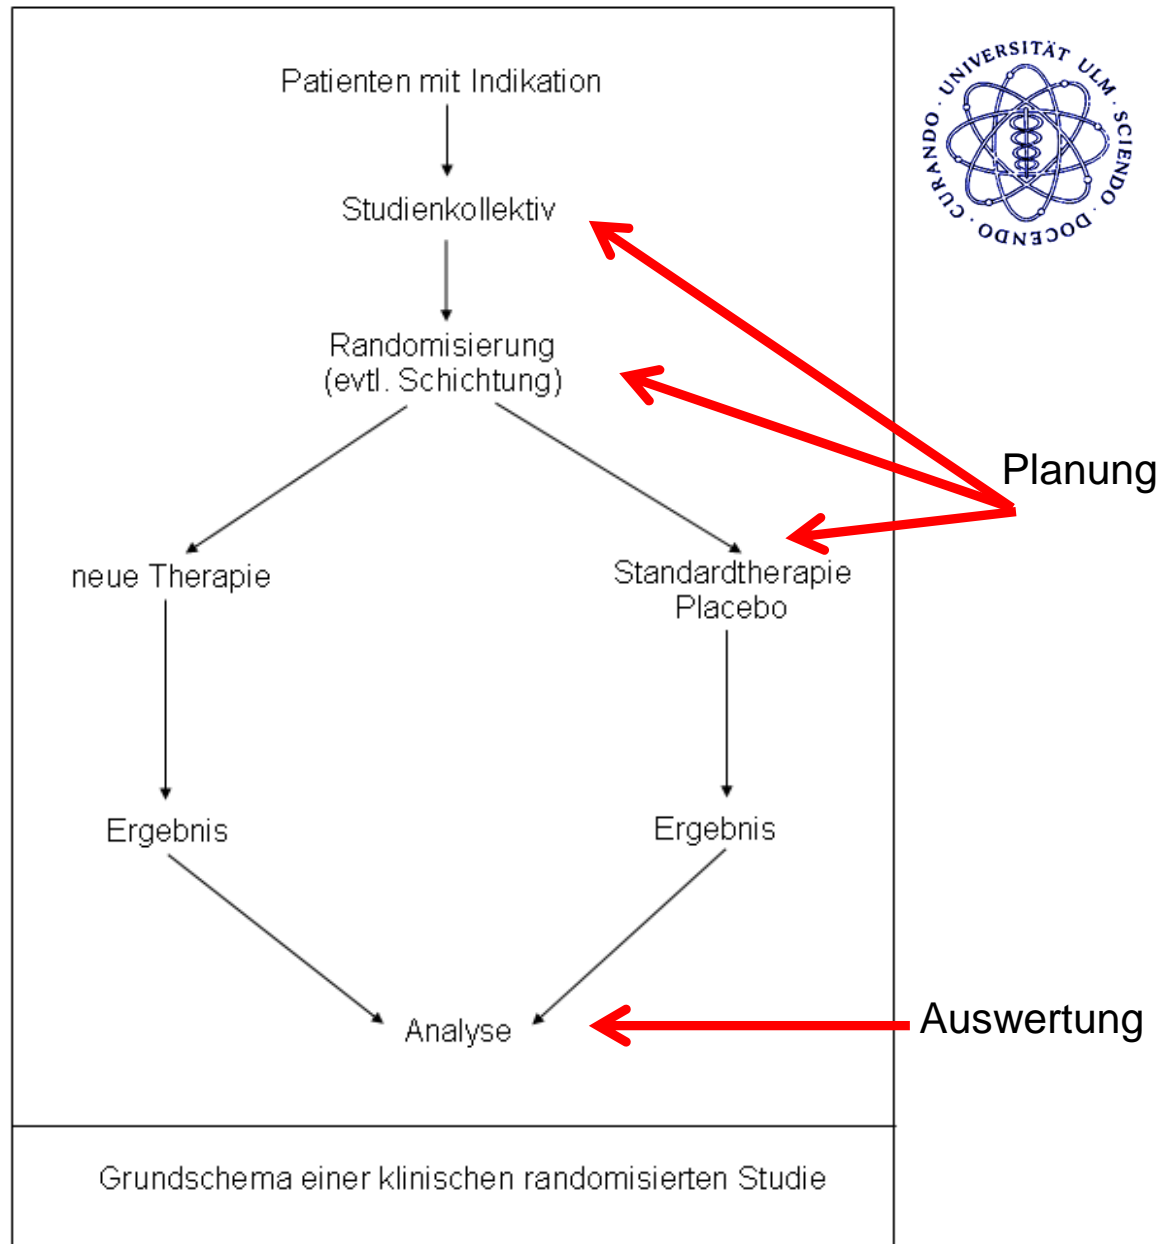 Patienten mit Indikation
UNIVERSITÄT ULM · SCIENDO · DOCENDO · CURANDO ·
Studienkollektiv
Randomisierung
(evtl. Schichtung)
Planung
neue Therapie
Standardtherapie
Placebo
Ergebnis
Ergebnis
Analyse
Auswertung
Grundschema einer klinischen randomisierten Studie